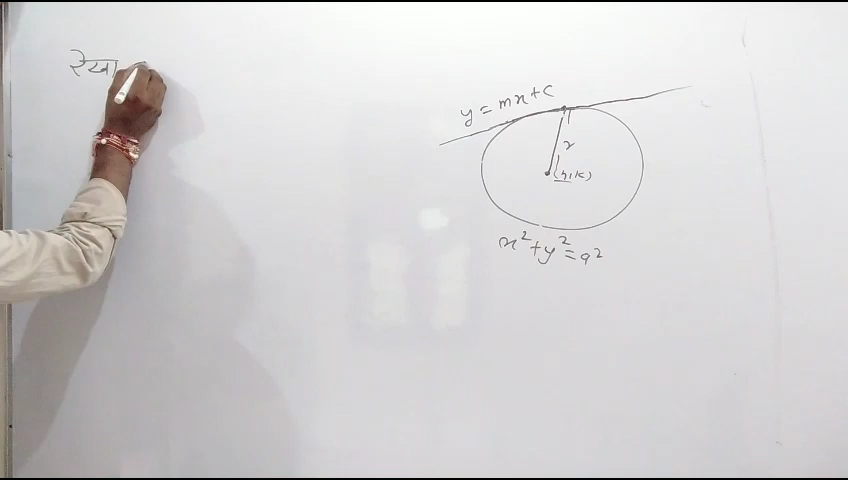 रेखा
y = mx + c
r
(h, k)
x² + y² = a²